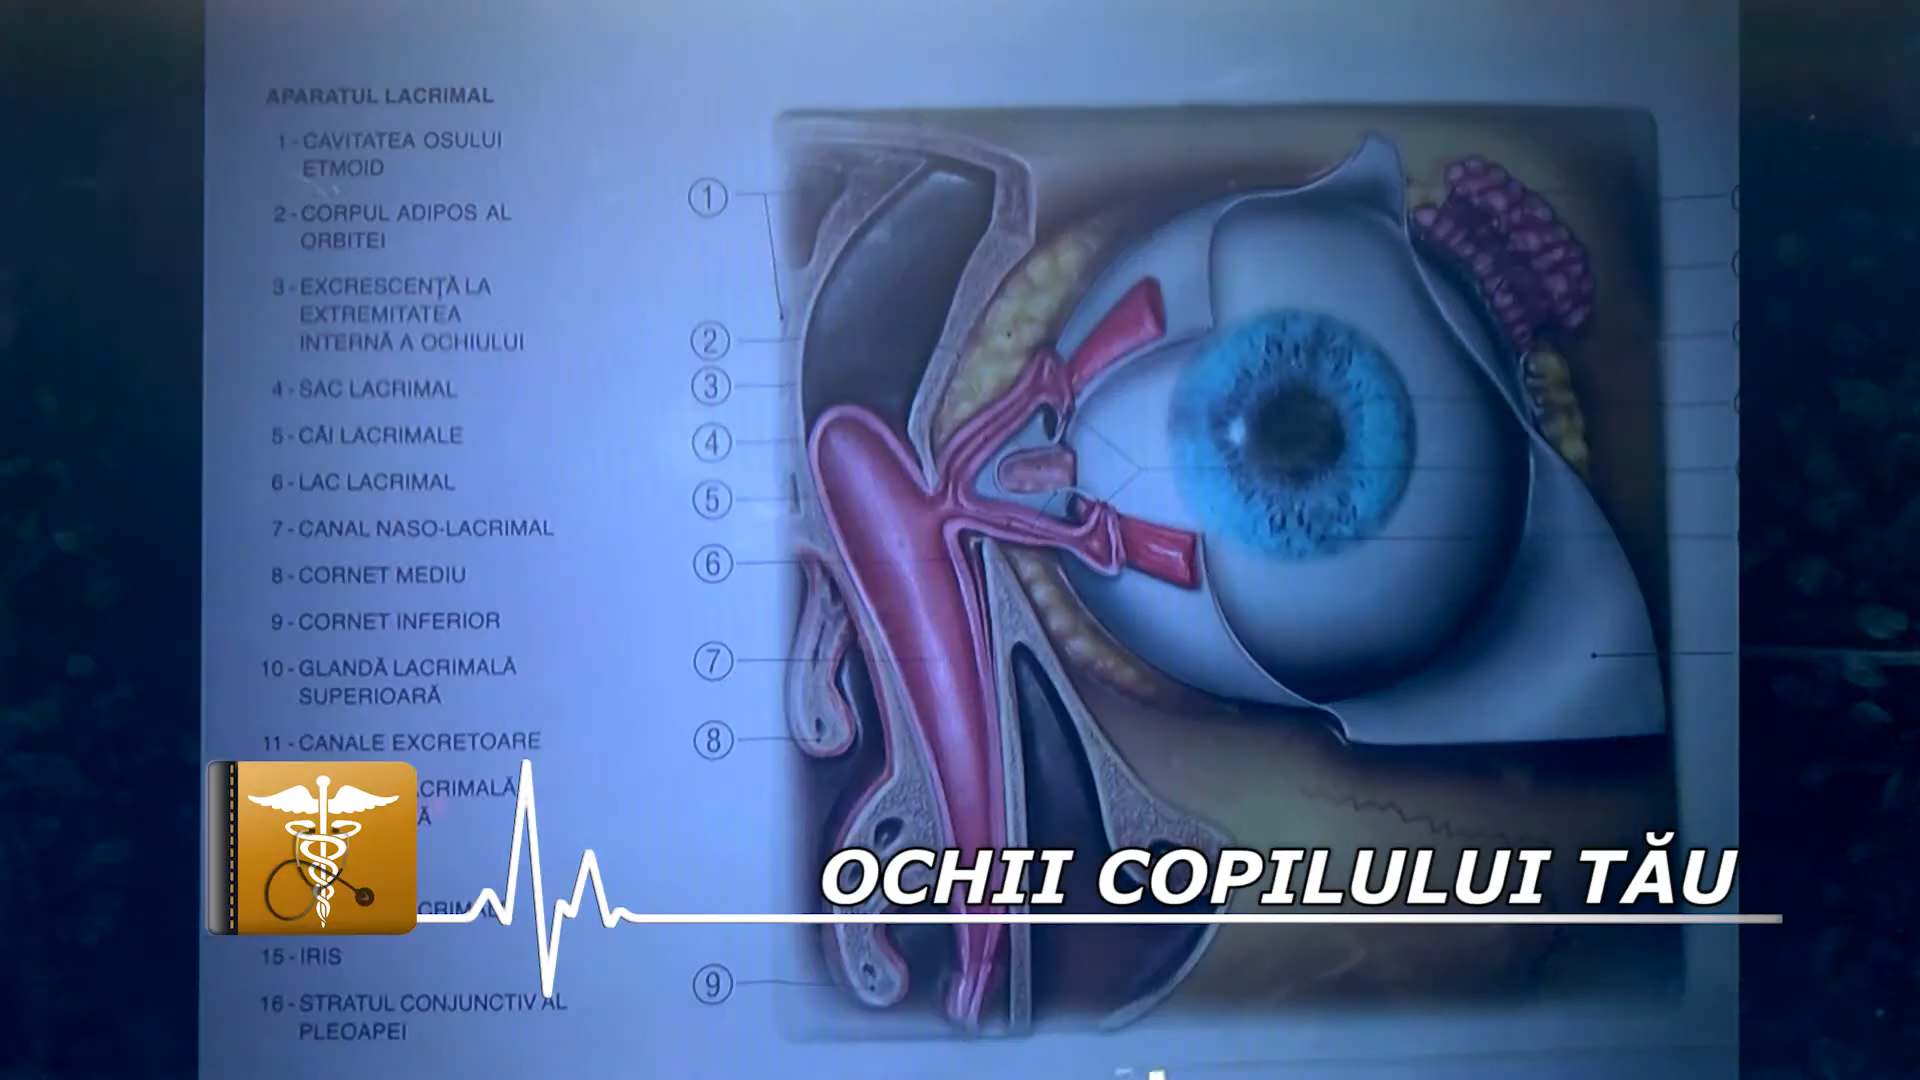 APARATUL LACRIMAL
1 - CAVITATEA OSULUI
ETMOID
2 - CORPUL ADIPOS AL
ORBITEI
3 - EXCRESCENȚĂ LA
EXTREMITATEA
INTERNĂ A OCHIULUI
4 - SAC LACRIMAL
5 - CĂI LACRIMALE
6 - LAC LACRIMAL
7 - CANAL NASO-LACRIMAL
8 - CORNET MEDIU
9 - CORNET INFERIOR
10 - GLANDĂ LACRIMALĂ
SUPERIOARĂ
11 - CANALE EXCRETOARE
15 - IRIS
16 - STRATUL CONJUNCTIV AL
PLEOAPEI
1
2
3
4
5
6
7
8
9
OCHII COPILULUI TĂU